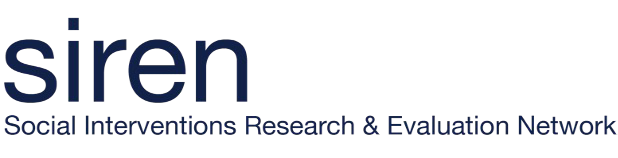 siren
Social Interventions Research & Evaluation Network